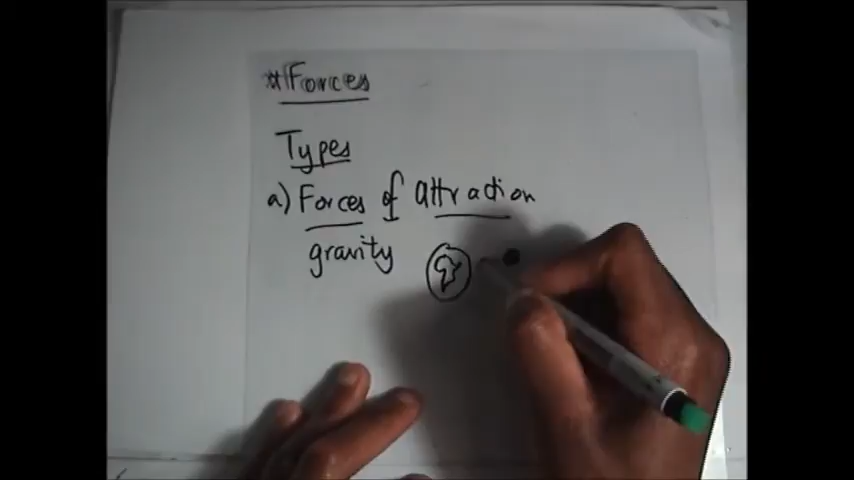 #Forces
Types
a) Forces of attraction
gravity